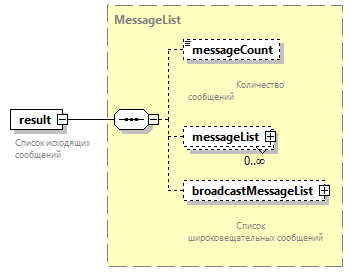 MessageList
messageCount
Количество
сообщений
result
Список исходящих
сообщений
messageList
0..∞
broadcastMessageList
Список
широковещательных сообщений